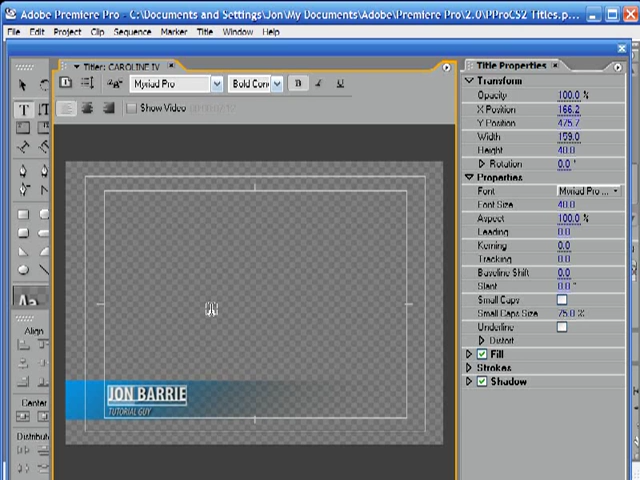 Adobe Premiere Pro - C:\Documents and Settings\Jon\My Documents\Adobe\Premiere Pro\2.0\PProCS2 Titles.p...
File Edit Project Clip Sequence Marker Title Window Help
Titler: CAROLINE IV
Myriad Pro
Bold Con
Show Video
JON BARRIE
TUTORIAL GUY
Aa
Align
Center
Distribut
Title Properties
Transform
Opacity 100.0 %
X Position 166.2
Y Position 475.7
Width 159.0
Height 40.0
Rotation 0.0 °
Properties
Font Myriad Pro ...
Font Size 40.0
Aspect 100.0 %
Leading 0.0
Kerning 0.0
Tracking 0.0
Baseline Shift 0.0
Slant 0.0 °
Small Caps
Small Caps Size 75.0 %
Underline
Distort
Fill
Strokes
Shadow